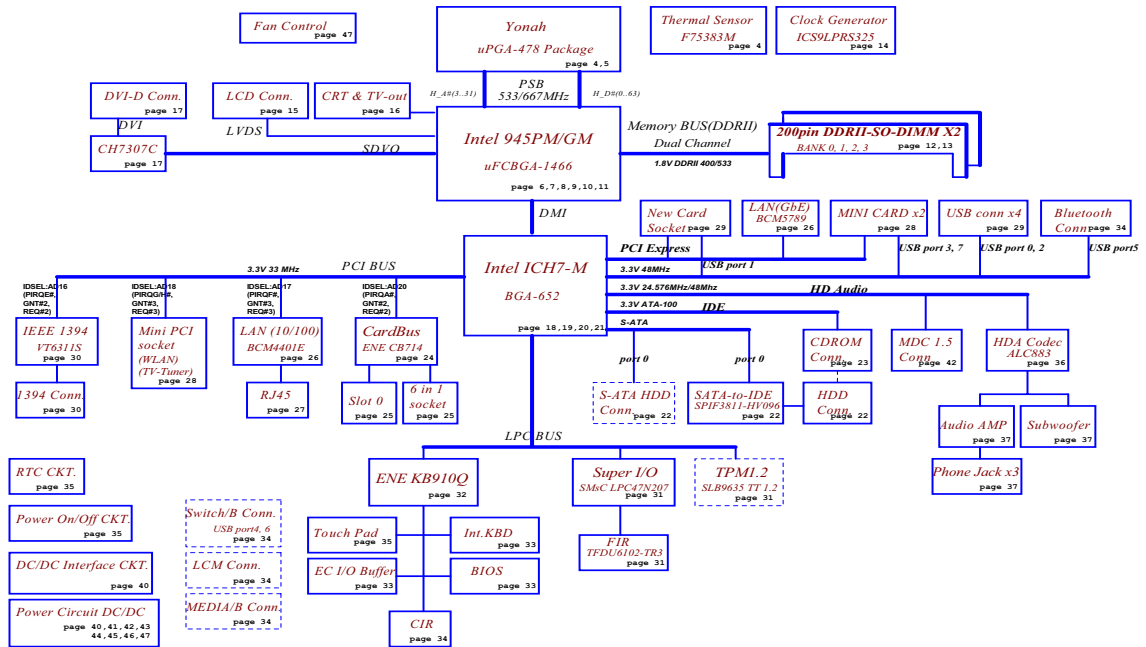 Fan Control
page 47
Yonah
uPGA-478 Package
page 4,5
Thermal Sensor
F75383M
page 4
Clock Generator
ICS9LPRS325
page 14
H_A#(3..31)
PSB
533/667MHz
H_D#(0..63)
DVI-D Conn.
page 17
LCD Conn.
page 15
CRT & TV-out
page 16
DVI
LVDS
CH7307C
page 17
SDVO
Intel 945PM/GM
uFCBGA-1466
page 6,7,8,9,10,11
Memory BUS(DDRII)
Dual Channel
1.8V DDRII 400/533
200pin DDRII-SO-DIMM X2
BANK 0, 1, 2, 3
page 12,13
DMI
New Card
Socket
page 29
LAN(GbE)
BCM5789
page 26
MINI CARD x2
page 28
USB conn x4
page 29
Bluetooth
Conn
page 34
PCI Express
USB port 1
USB port 3, 7
USB port 0, 2
USB port5
Intel ICH7-M
BGA-652
page 18,19,20,21
3.3V 48MHz
3.3V 24.576MHz/48Mhz
HD Audio
3.3V ATA-100
IDE
S-ATA
3.3V 33 MHz
PCI BUS
IDSEL:AD16
(PIRQE#,
GNT#2,
REQ#2)
IDSEL:AD18
(PIRQG/H#,
GNT#3,
REQ#3)
IDSEL:AD17
(PIRQF#,
GNT#3,
REQ#3)
IDSEL:AD20
(PIRQA#,
GNT#2,
REQ#2)
IEEE 1394
VT6311S
page 30
Mini PCI
socket
(WLAN)
(TV-Tuner)
page 28
LAN (10/100)
BCM4401E
page 26
CardBus
ENE CB714
page 24
1394 Conn.
page 30
RJ45
page 27
Slot 0
page 25
6 in 1
socket
page 25
port 0
port 0
S-ATA HDD
Conn.
page 22
SATA-to-IDE
SPIF3811-HV096
page 22
CDROM
Conn.
page 23
HDD
Conn.
page 22
MDC 1.5
Conn
page 42
HDA Codec
ALC883
page 36
Audio AMP
page 37
Subwoofer
page 37
Phone Jack x3
page 37
LPC BUS
ENE KB910Q
page 32
Super I/O
SMsC LPC47N207
page 31
TPM1.2
SLB9635 TT 1.2
page 31
FIR
TFDU6102-TR3
page 31
Touch Pad
page 35
Int.KBD
page 33
EC I/O Buffer
page 33
BIOS
page 33
CIR
page 34
RTC CKT.
page 35
Power On/Off CKT.
page 35
DC/DC Interface CKT.
page 40
Power Circuit DC/DC
page 40,41,42,43
44,45,46,47
Switch/B Conn.
USB port4, 6
page 34
LCM Conn.
page 34
MEDIA/B Conn.
page 34